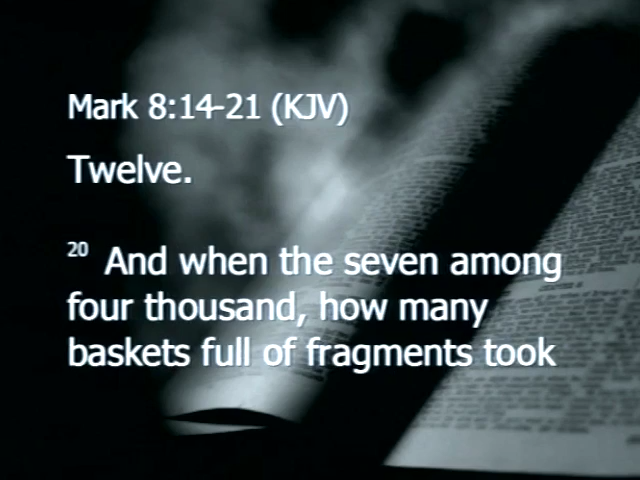 Mark 8:14-21 (KJV)
Twelve.
20 And when the seven among
four thousand, how many
baskets full of fragments took